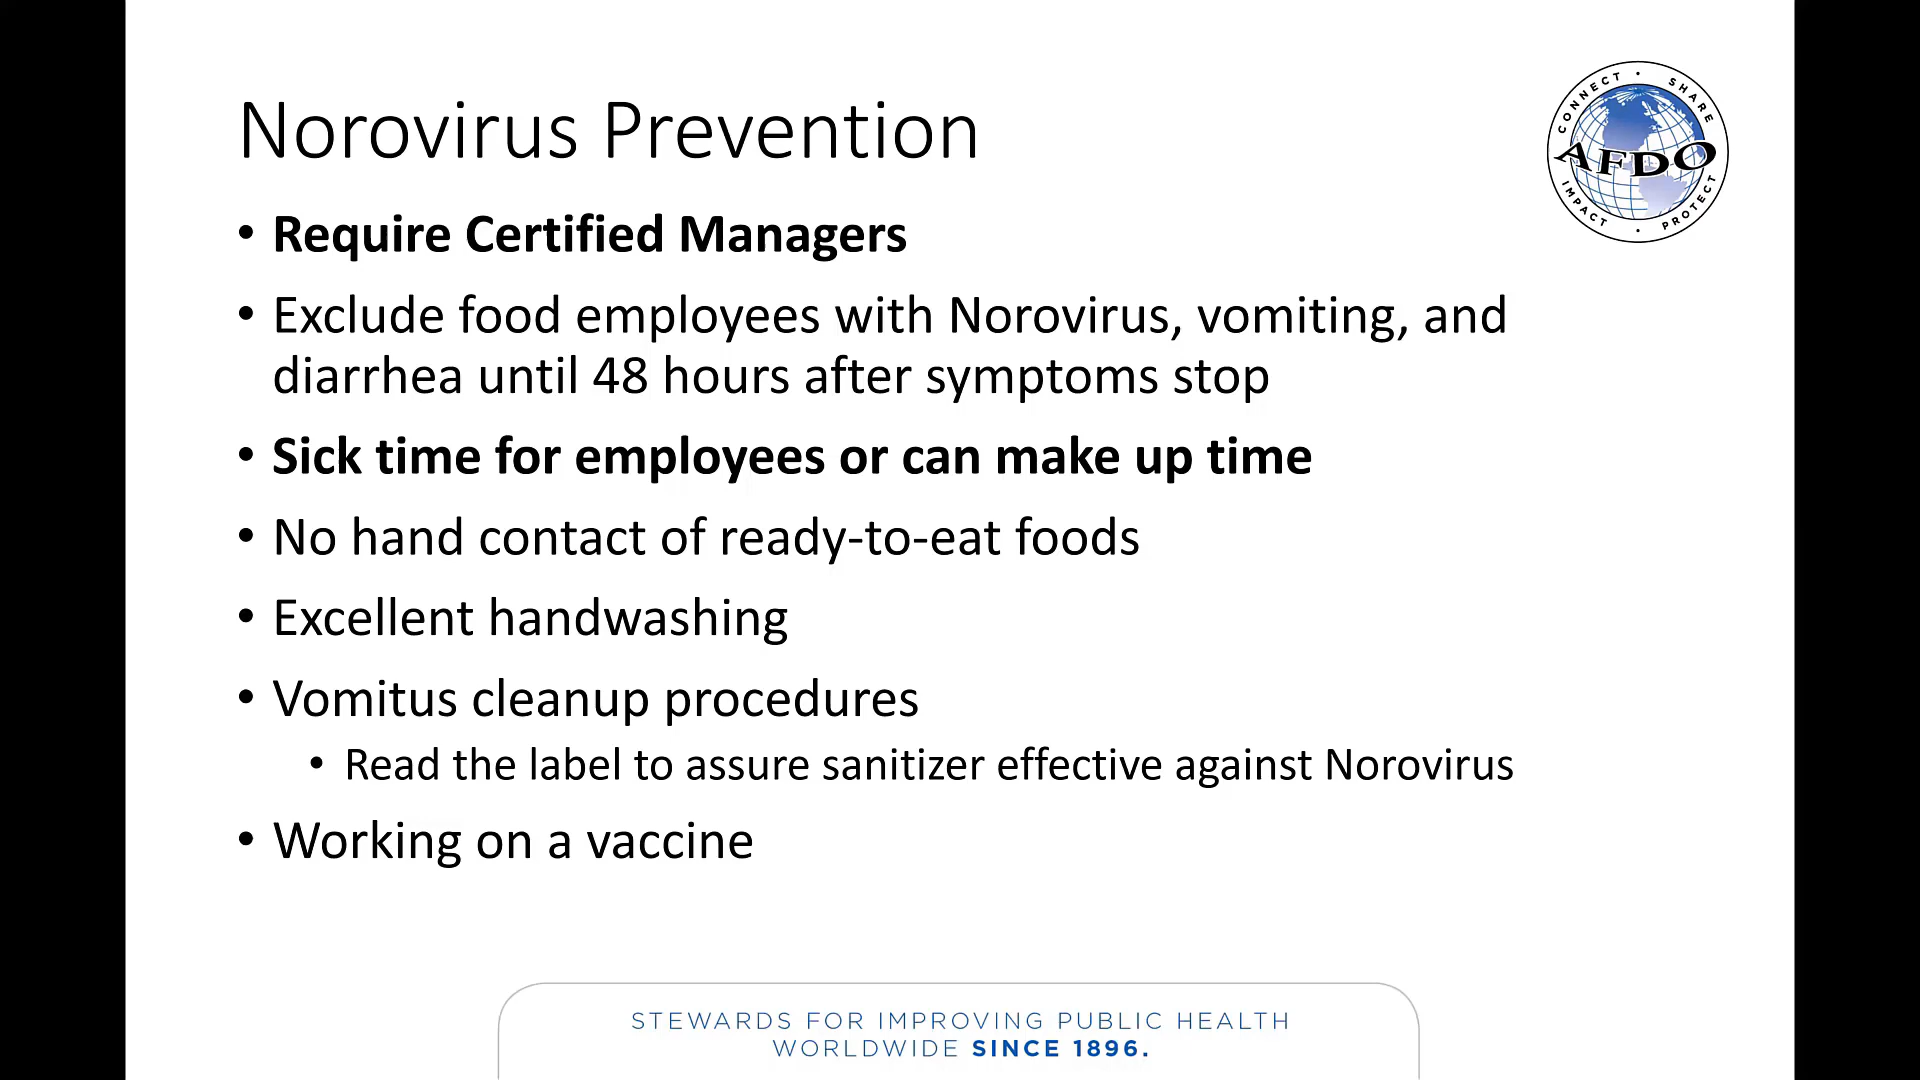 Norovirus Prevention
CONNECT • SHARE
AFDO
IMPACT • PROTECT
• Require Certified Managers
• Exclude food employees with Norovirus, vomiting, and
diarrhea until 48 hours after symptoms stop
• Sick time for employees or can make up time
• No hand contact of ready-to-eat foods
• Excellent handwashing
• Vomitus cleanup procedures
• Read the label to assure sanitizer effective against Norovirus
• Working on a vaccine
STEWARDS FOR IMPROVING PUBLIC HEALTH
WORLDWIDE SINCE 1896.